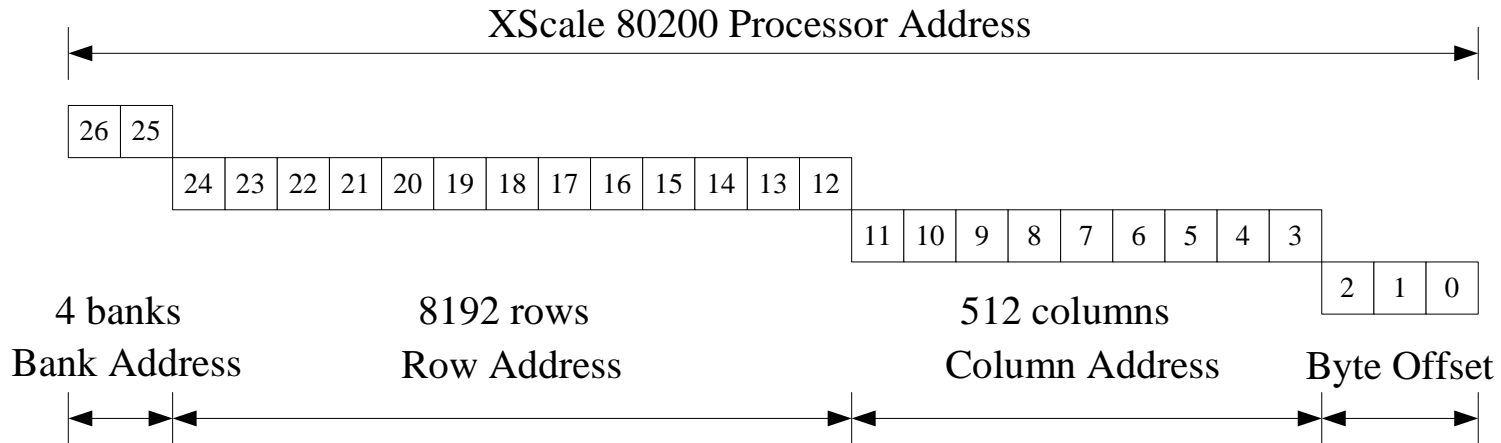 XScale 80200 Processor Address
26 25
24 23 22 21 20 19 18 17 16 15 14 13 12
11 10 9 8 7 6 5 4 3
2 1 0
4 banks 8192 rows 512 columns
Bank Address Row Address Column Address Byte Offset